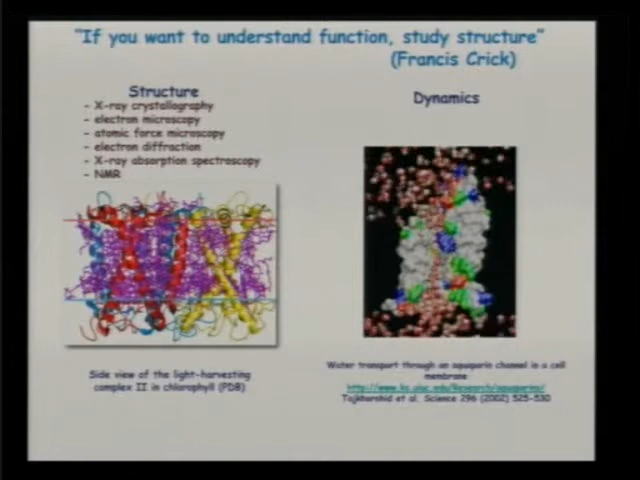 "If you want to understand function, study structure"
(Francis Crick)
Structure
- X-ray crystallography
- electron microscopy
- atomic force microscopy
- electron diffraction
- X-ray absorption spectroscopy
- NMR
Dynamics
Side view of the light-harvesting
complex II in chlorophyll (PDB)
Water transport through an aquaporin channel in a cell
membrane
http://www.ks.uiuc.edu/Research/aquaporins/
Tajkhorshid et al. Science 296 (2002) 525-530